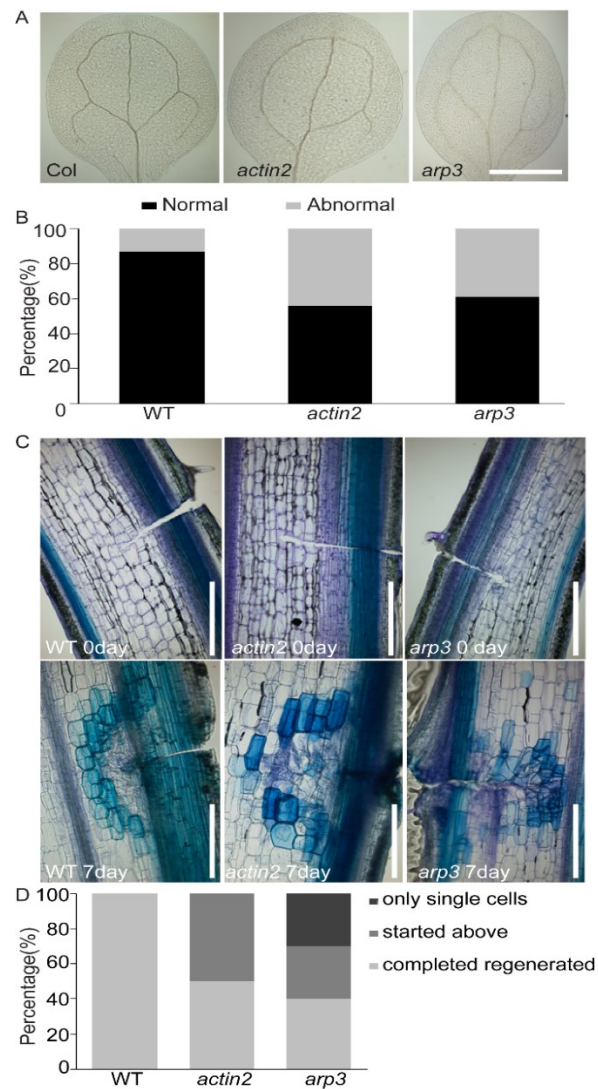 A
Col
actin2
arp3
Normal Abnormal
B
Percentage(%)
100
80
60
40
20
0
WT actin2 arp3
C
WT 0day
actin2 0day
arp3 0 day
WT 7day
actin2 7day
arp3 7day
D
Percentage(%)
100
80
60
40
20
0
only single cells
started above
completed regenerated
WT actin2 arp3